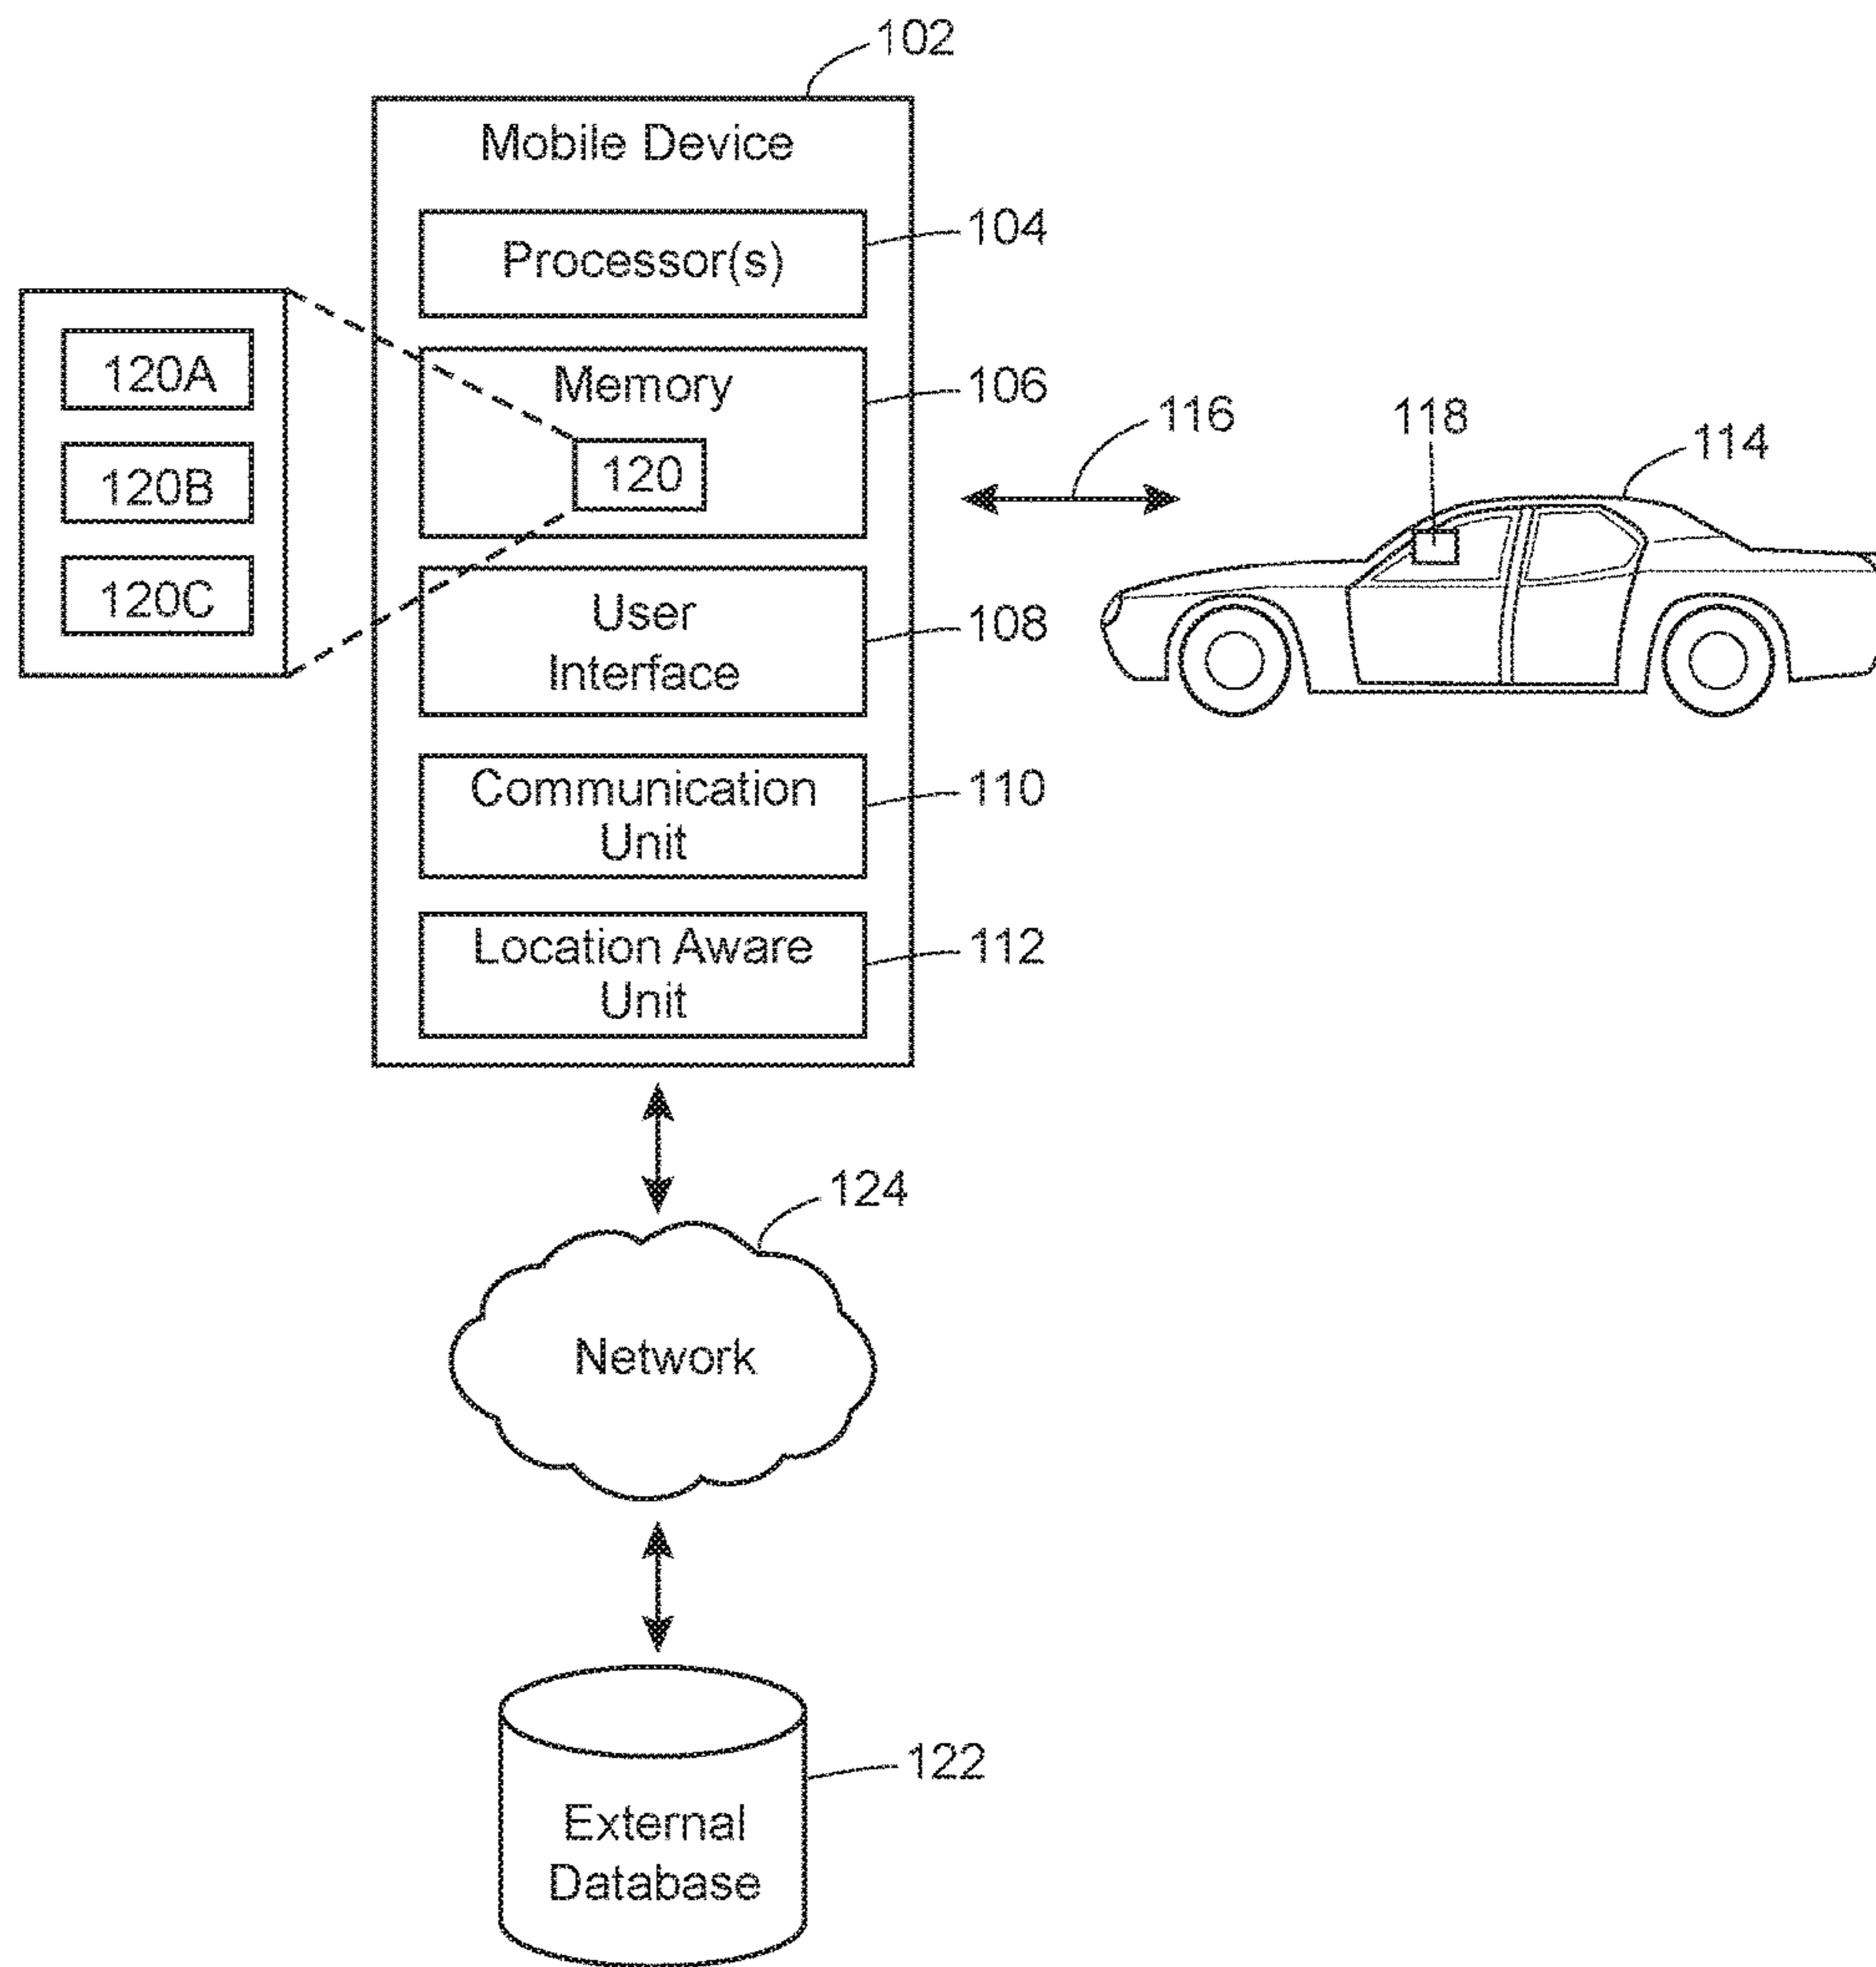 102
Mobile Device
Processor(s)
104
120A
120B
120C
Memory
106
120
116
118
114
User
Interface
108
Communication
Unit
110
Location Aware
Unit
112
124
Network
122
External
Database